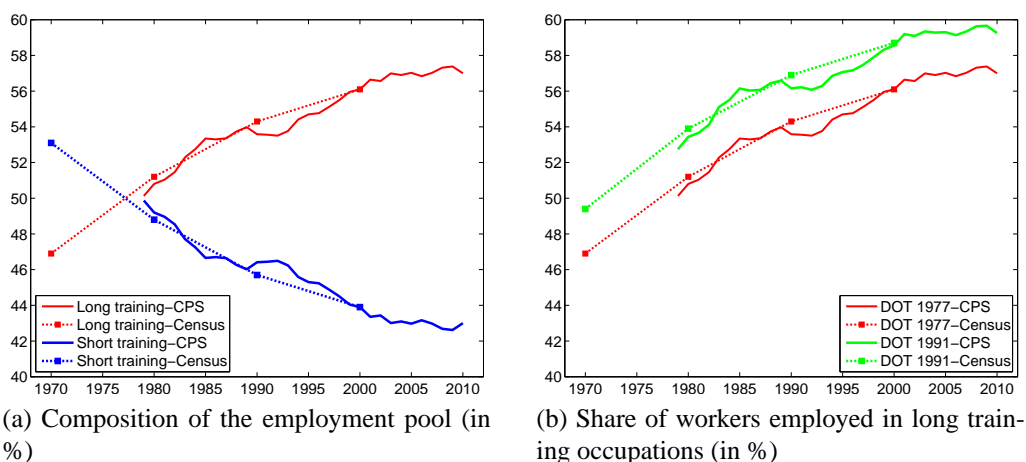 60
58
56
54
52
50
48
46
44
42
40
1970 1975 1980 1985 1990 1995 2000 2005 2010
Long training−CPS
Long training−Census
Short training−CPS
Short training−Census
(a) Composition of the employment pool (in
%)
60
58
56
54
52
50
48
46
44
42
40
1970 1975 1980 1985 1990 1995 2000 2005 2010
DOT 1977−CPS
DOT 1977−Census
DOT 1991−CPS
DOT 1991−Census
(b) Share of workers employed in long train-
ing occupations (in %)